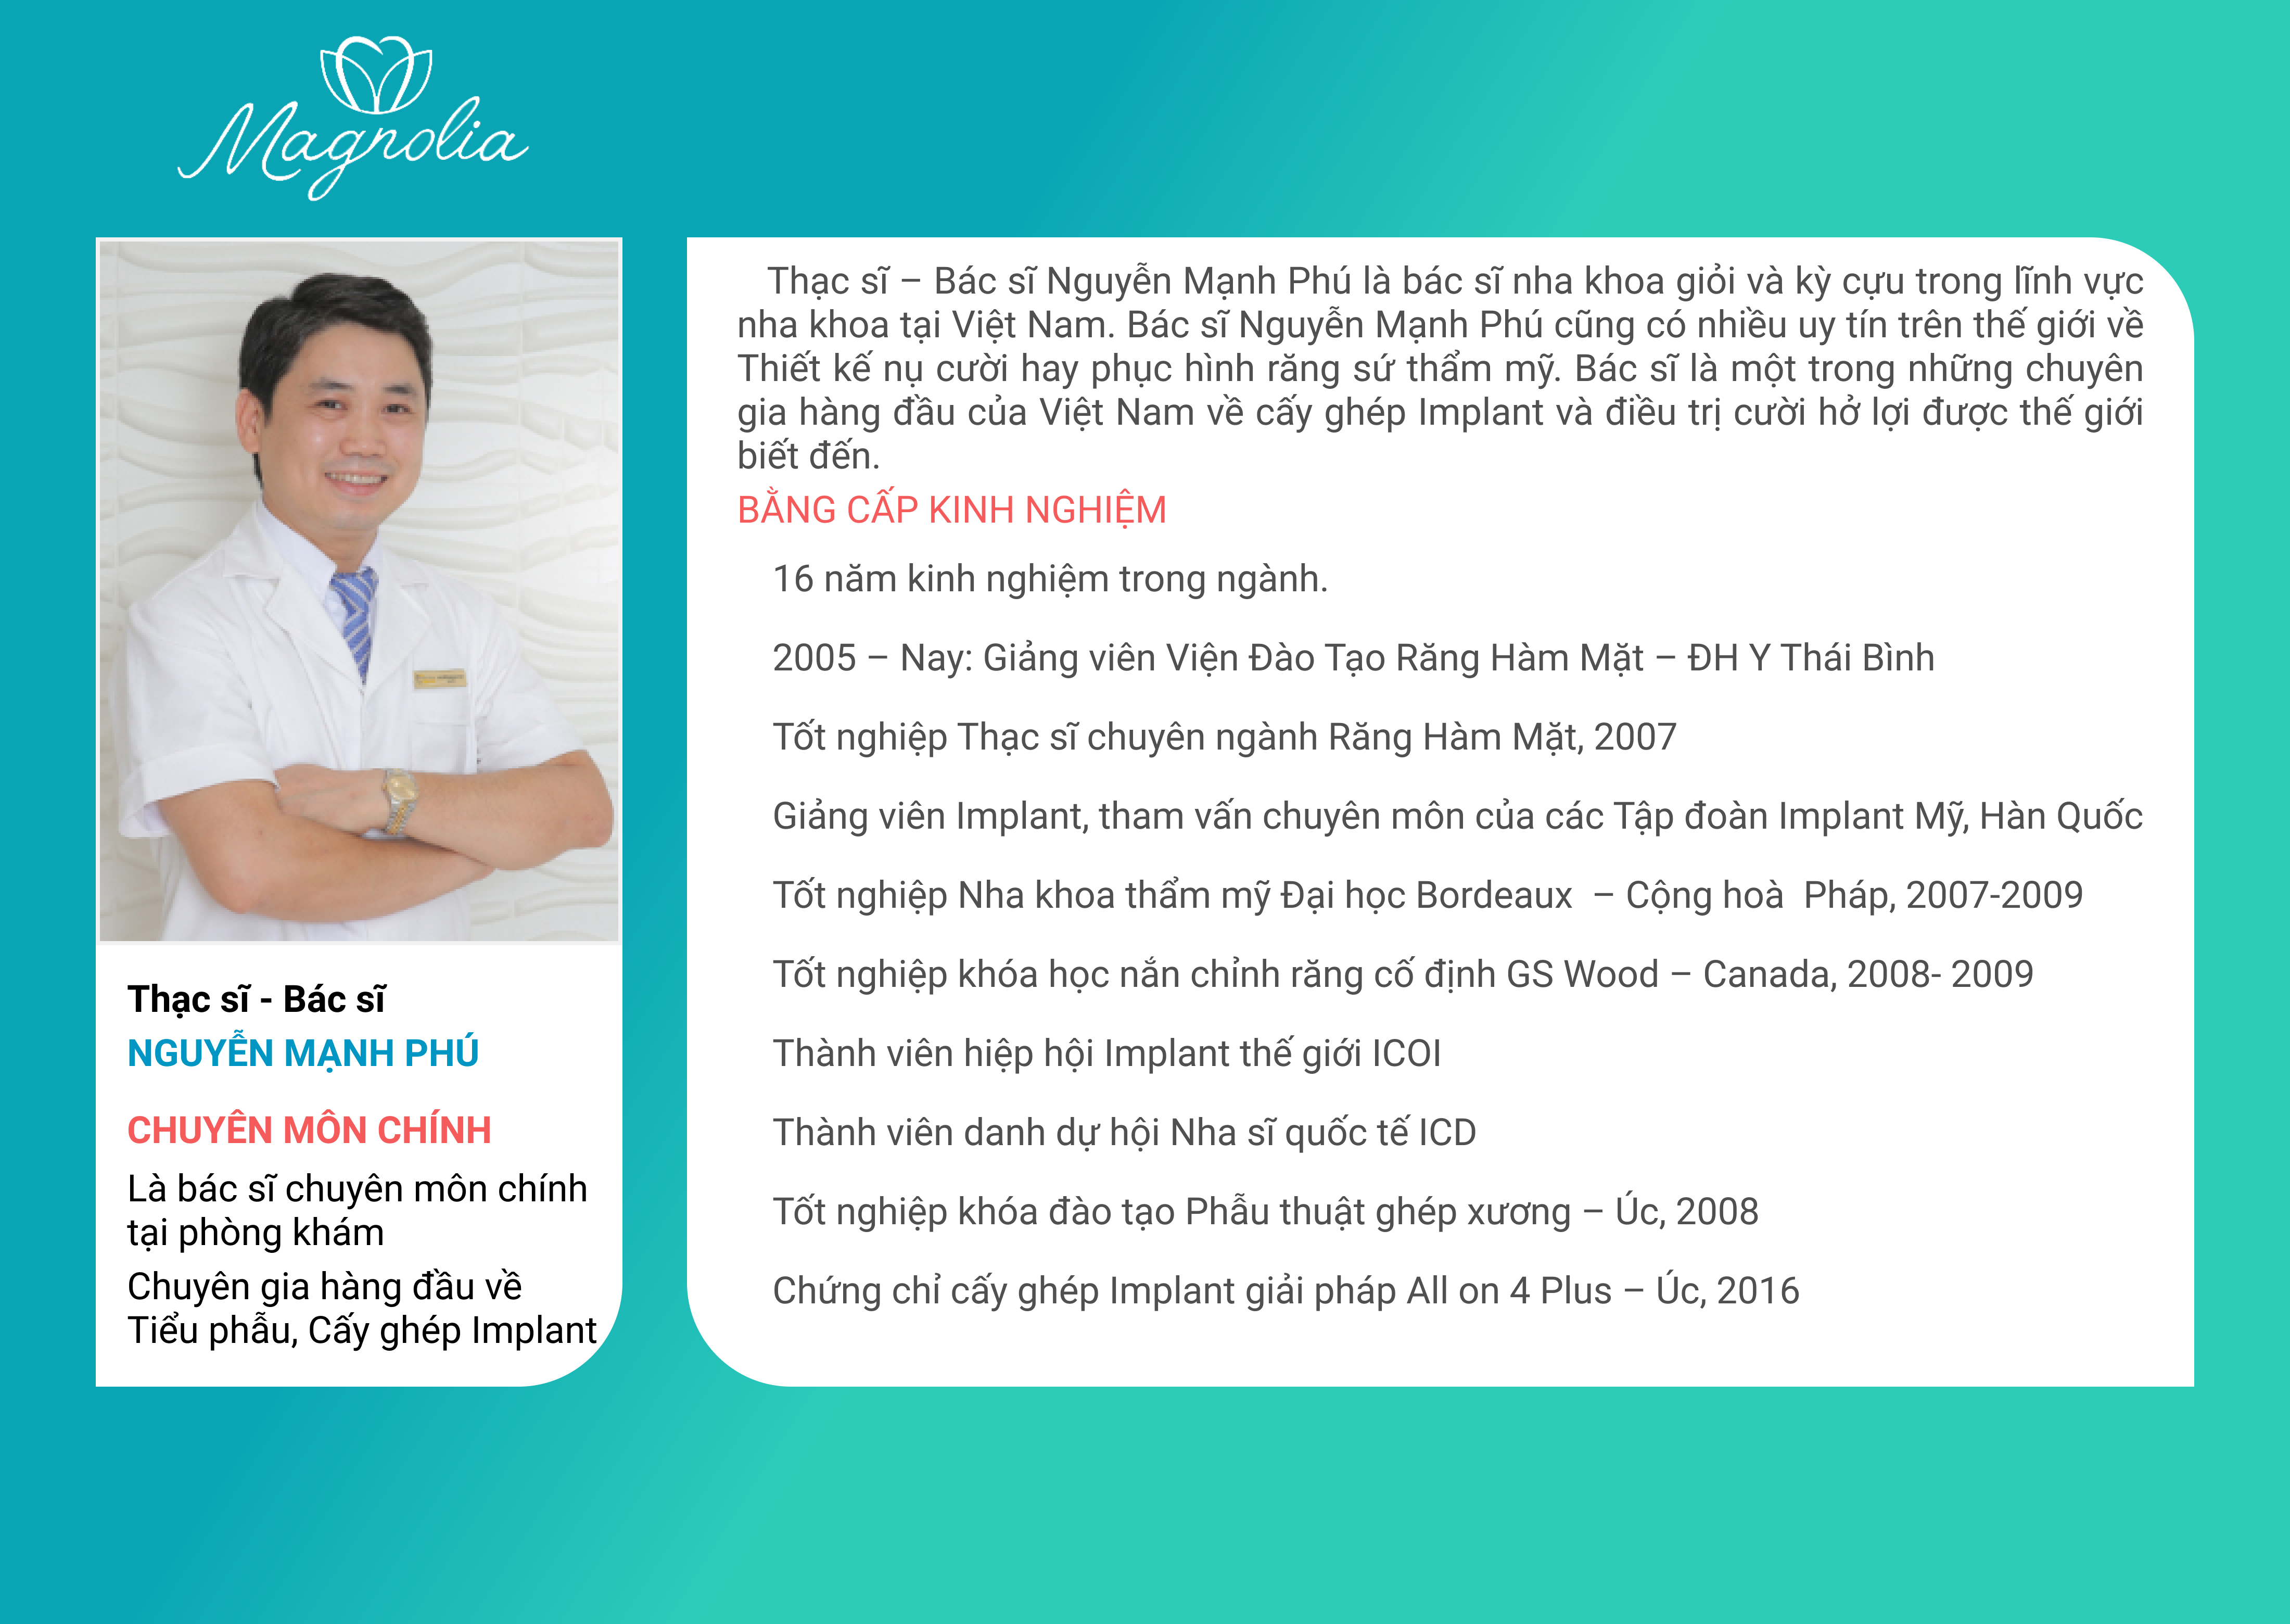 Magnolia
Thạc sĩ - Bác sĩ
NGUYỄN MẠNH PHÚ
CHUYÊN MÔN CHÍNH
Là bác sĩ chuyên môn chính
tại phòng khám
Chuyên gia hàng đầu về
Tiểu phẫu, Cấy ghép Implant
Thạc sĩ – Bác sĩ Nguyễn Mạnh Phú là bác sĩ nha khoa giỏi và kỳ cựu trong lĩnh vực
nha khoa tại Việt Nam. Bác sĩ Nguyễn Mạnh Phú cũng có nhiều uy tín trên thế giới về
Thiết kế nụ cười hay phục hình răng sứ thẩm mỹ. Bác sĩ là một trong những chuyên
gia hàng đầu của Việt Nam về cấy ghép Implant và điều trị cười hở lợi được thế giới
biết đến.
BẰNG CẤP KINH NGHIỆM
16 năm kinh nghiệm trong ngành.
2005 – Nay: Giảng viên Viện Đào Tạo Răng Hàm Mặt – ĐH Y Thái Bình
Tốt nghiệp Thạc sĩ chuyên ngành Răng Hàm Mặt, 2007
Giảng viên Implant, tham vấn chuyên môn của các Tập đoàn Implant Mỹ, Hàn Quốc
Tốt nghiệp Nha khoa thẩm mỹ Đại học Bordeaux – Cộng hoà Pháp, 2007-2009
Tốt nghiệp khóa học nắn chỉnh răng cố định GS Wood – Canada, 2008- 2009
Thành viên hiệp hội Implant thế giới ICOI
Thành viên danh dự hội Nha sĩ quốc tế ICD
Tốt nghiệp khóa đào tạo Phẫu thuật ghép xương – Úc, 2008
Chứng chỉ cấy ghép Implant giải pháp All on 4 Plus – Úc, 2016